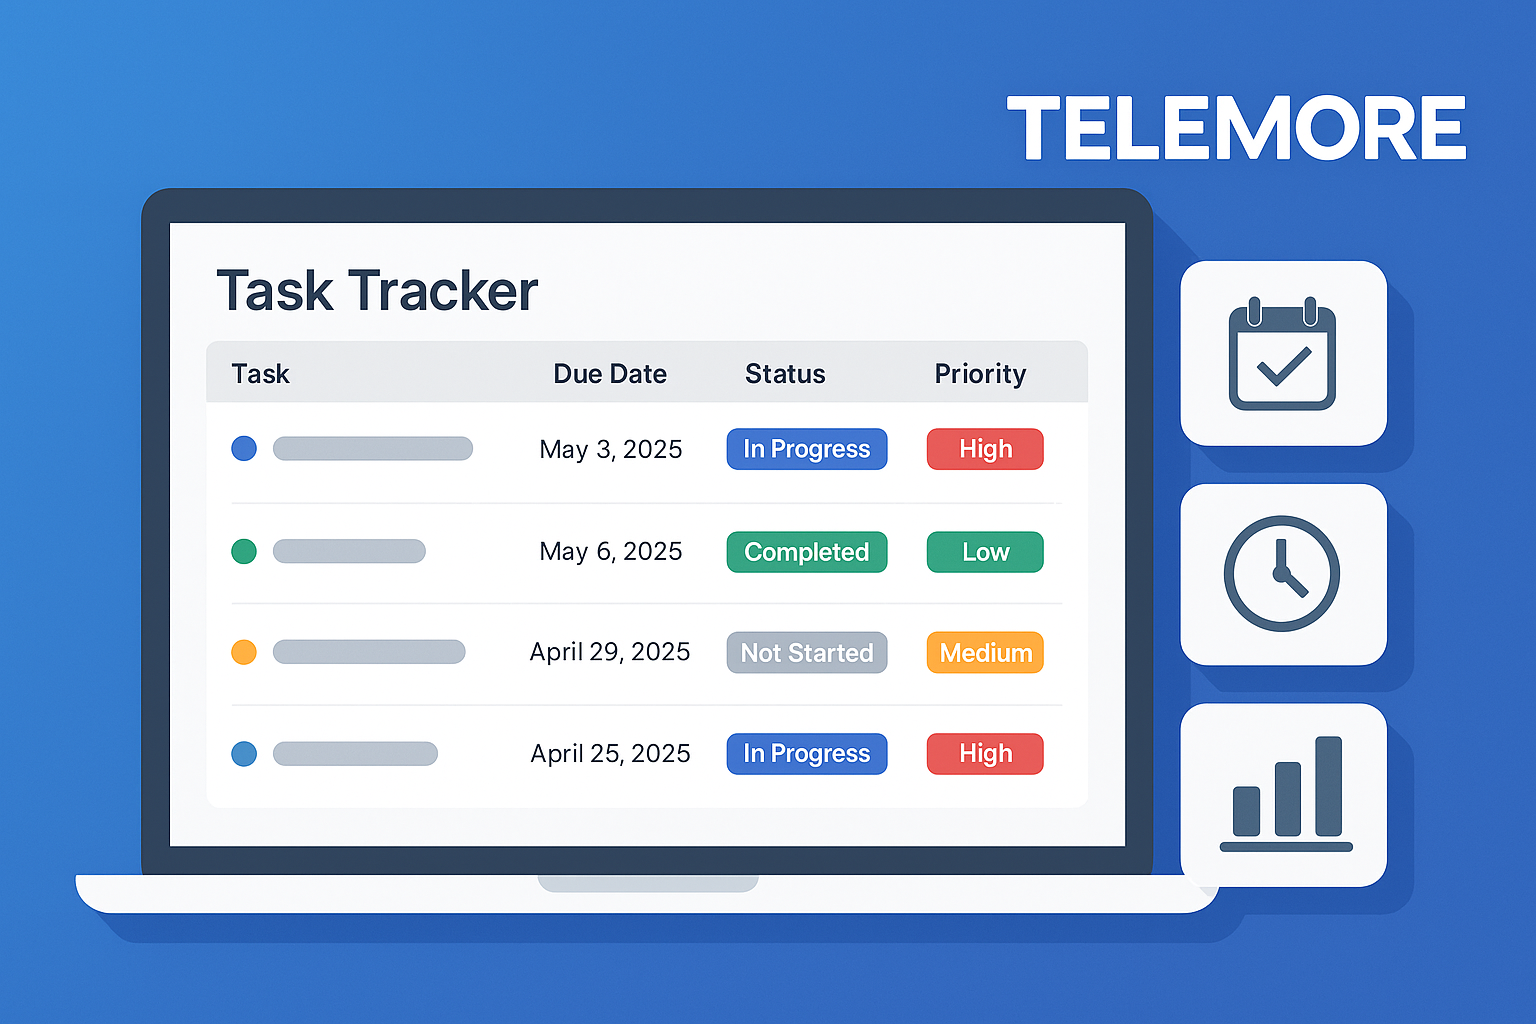 TELEMORE
Task Tracker
Task Due Date Status Priority
May 3, 2025 In Progress High
May 6, 2025 Completed Low
April 29, 2025 Not Started Medium
April 25, 2025 In Progress High